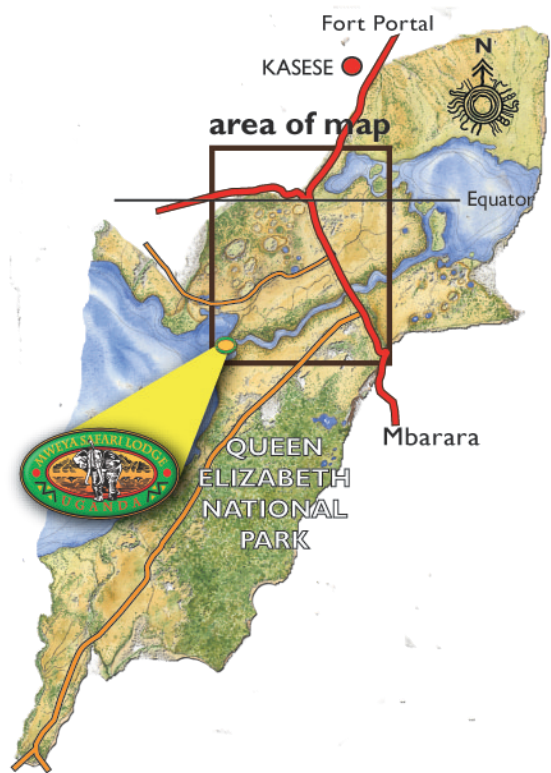 Fort Portal
KASESE
N
area of map
Equator
MWEYA SAFARI LODGE
UGANDA
Mbarara
QUEEN
ELIZABETH
NATIONAL
PARK